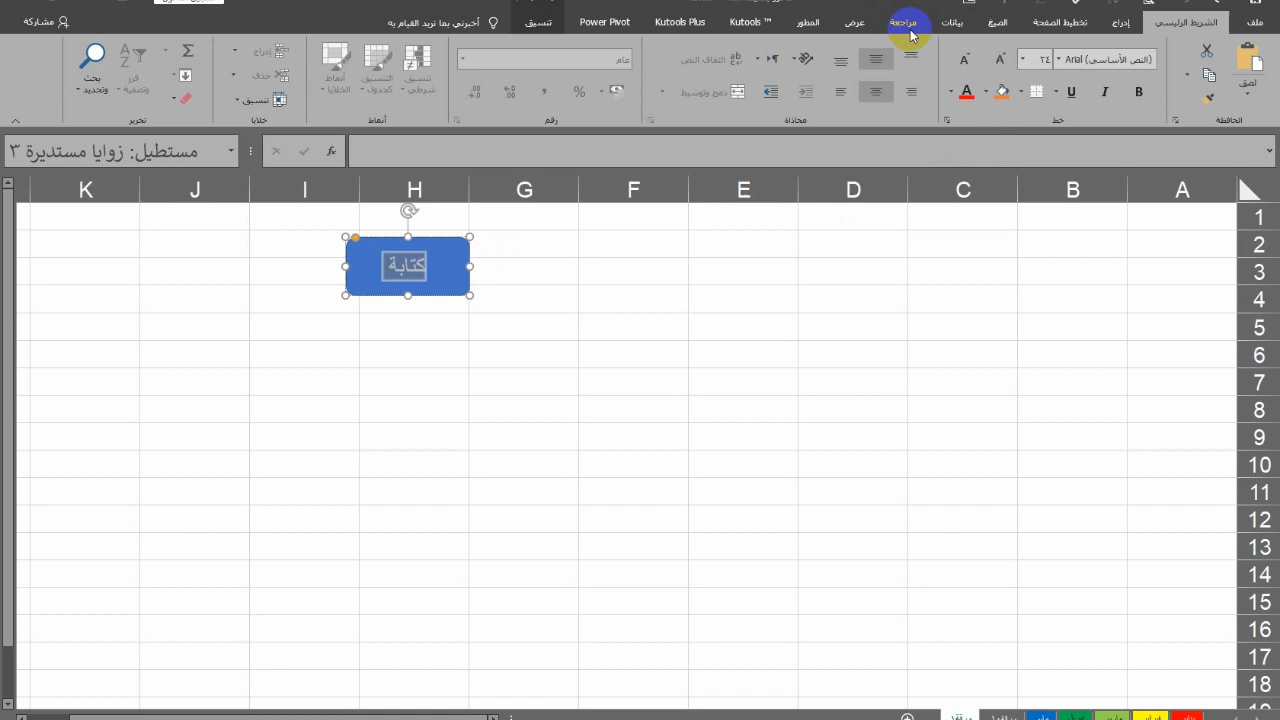 ملف الشريط الرئيسي إدراج تخطيط الصفحة الصيغ بيانات مراجعة عرض المطور Kutools ™ Kutools Plus Power Pivot تنسيق أخبرني بما تريد القيام به مشاركة
لصق
(النص الأساسي) Arial ٢٤
B I U A
التفاف النص
دمج وتوسيط
عام
تنسيق شرطي
التنسيق كجدول
أنماط الخلايا
إدراج
حذف
تنسيق
فرز وتصفية
بحث وتحديد
الحافظة خط محاذاة رقم أنماط خلايا تحرير
مستطيل: زوايا مستديرة ٣
fx
K J I H G F E D C B A
1
2
كتابة
3
4
5
6
7
8
9
10
11
12
13
14
15
16
17
18